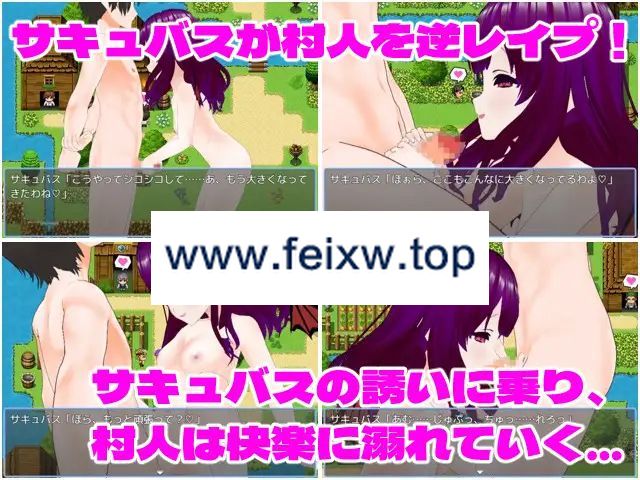 サキュバスが村人を逆レイプ！
サキュバス「こうやってシコシコして……あ、もう大きくなって
きたわね♡」
サキュバス「ほぉら、ここもこんなに大きくなってるわよ♡」
www.feixw.top
サキュバス「ほら、もっと頑張って？♡」
サキュバス「あむ……じゅぷっ、ちゅっ……れろっ」
サキュバスの誘いに乗り、
村人は快楽に溺れていく…